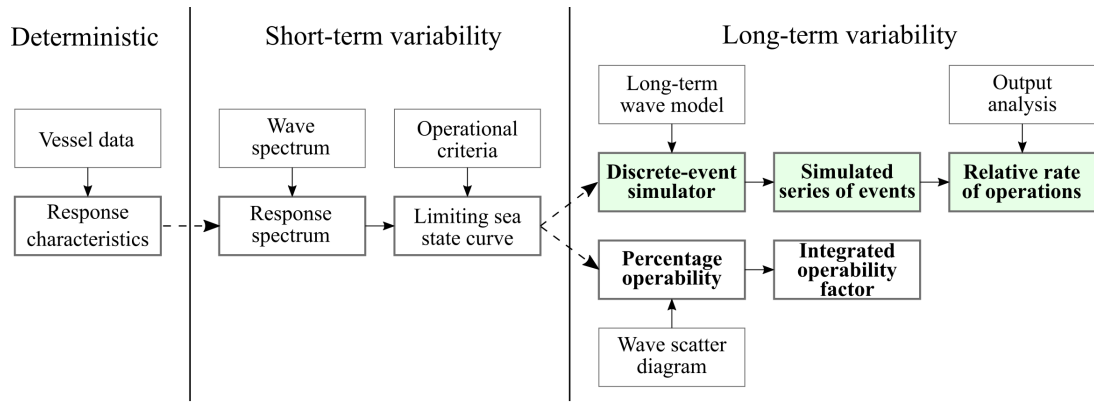 Deterministic
Short-term variability
Long-term variability
Vessel data
Response
characteristics
Wave
spectrum
Response
spectrum
Operational
criteria
Limiting sea
state curve
Long-term
wave model
Discrete-event
simulator
Simulated
series of events
Output
analysis
Relative rate
of operations
Percentage
operability
Integrated
operability
factor
Wave scatter
diagram